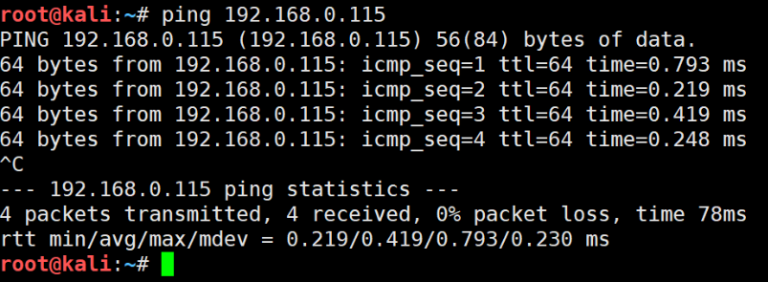 root@kali:~# ping 192.168.0.115
PING 192.168.0.115 (192.168.0.115) 56(84) bytes of data.
64 bytes from 192.168.0.115: icmp_seq=1 ttl=64 time=0.793 ms
64 bytes from 192.168.0.115: icmp_seq=2 ttl=64 time=0.219 ms
64 bytes from 192.168.0.115: icmp_seq=3 ttl=64 time=0.419 ms
64 bytes from 192.168.0.115: icmp_seq=4 ttl=64 time=0.248 ms
^C
--- 192.168.0.115 ping statistics ---
4 packets transmitted, 4 received, 0% packet loss, time 78ms
rtt min/avg/max/mdev = 0.219/0.419/0.793/0.230 ms
root@kali:~#